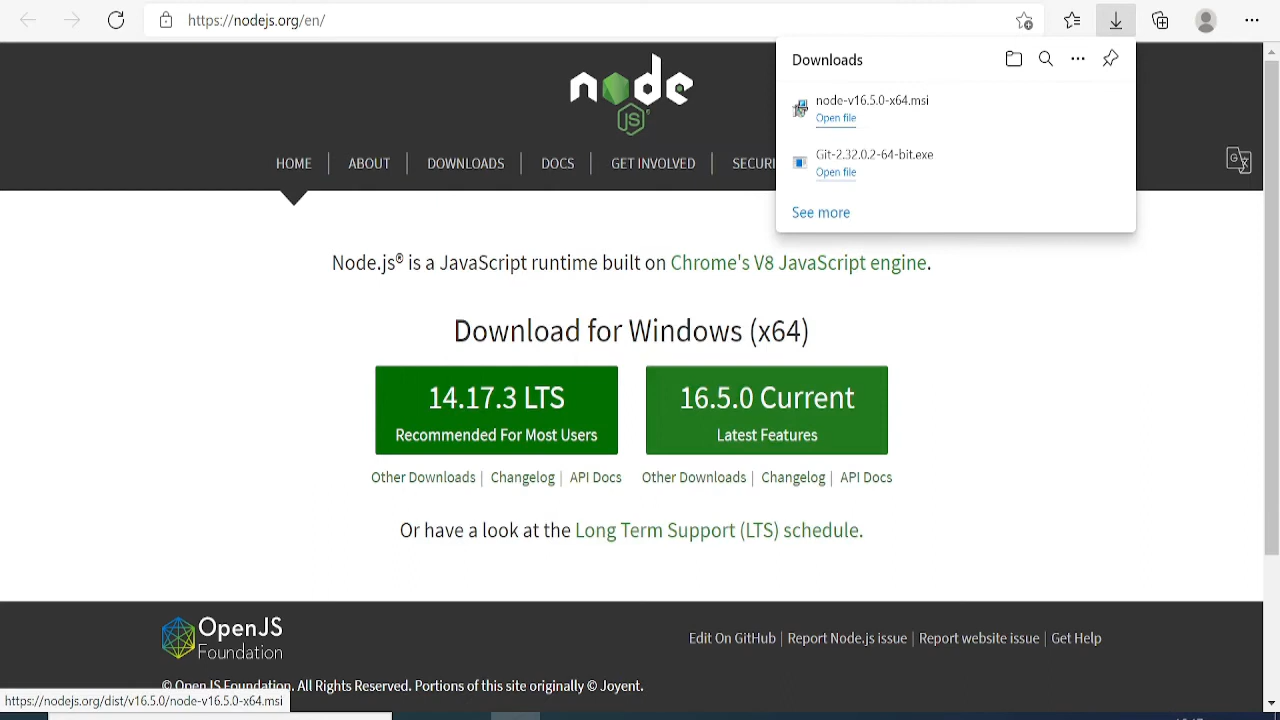 https://nodejs.org/en/
Downloads
node-v16.5.0-x64.msi
Open file
Git-2.32.0.2-64-bit.exe
Open file
See more
node
JS
HOME | ABOUT | DOWNLOADS | DOCS | GET INVOLVED | SECURI
Node.js® is a JavaScript runtime built on Chrome's V8 JavaScript engine.
Download for Windows (x64)
14.17.3 LTS
Recommended For Most Users
16.5.0 Current
Latest Features
Other Downloads | Changelog | API Docs
Other Downloads | Changelog | API Docs
Or have a look at the Long Term Support (LTS) schedule.
OpenJS
Foundation
Edit On GitHub | Report Node.js issue | Report website issue | Get Help
© OpenJS Foundation. All Rights Reserved. Portions of this site originally © Joyent.
https://nodejs.org/dist/v16.5.0/node-v16.5.0-x64.msi